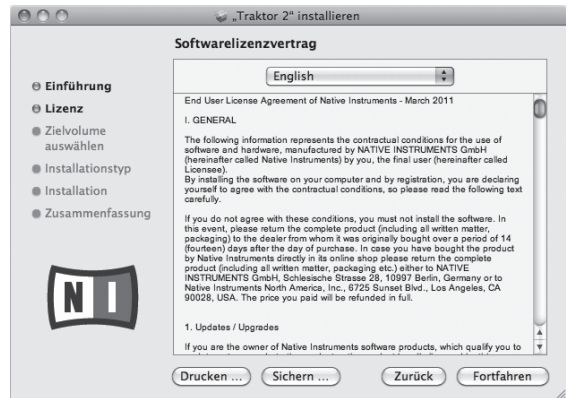 „Traktor 2“ installieren
Softwarelizenzvertrag
Einführung
Lizenz
Zielvolume
auswählen
Installationstyp
Installation
Zusammenfassung
English
End User License Agreement of Native Instruments - March 2011
I. GENERAL
The following information represents the contractual conditions for the use of
software and hardware, manufactured by NATIVE INSTRUMENTS GmbH
(hereinafter called Native Instruments) by you, the final user (hereinafter called
Licensee).
By installing the software on your computer and by registration, you are declaring
yourself to agree with the contractual conditions, so please read the following text
carefully.
If you do not agree with these conditions, you must not install the software. In
this event, please return the complete product (including all written matter,
packaging) to the dealer from whom it was originally bought over a period of 14
(fourteen) days after the day of purchase. In case you have bought the product
by Native Instruments directly in its online shop please return the complete
product (including all written matter, packaging etc.) either to NATIVE
INSTRUMENTS GmbH, Schlesische Strasse 28, 10997 Berlin, Germany or to
Native Instruments North America, Inc., 6725 Sunset Blvd., Los Angeles, CA
90028, USA. The price you paid will be refunded in full.
1. Updates / Upgrades
If you are the owner of Native Instruments software products, which qualify you to
NI
Drucken ...
Sichern ...
Zurück
Fortfahren